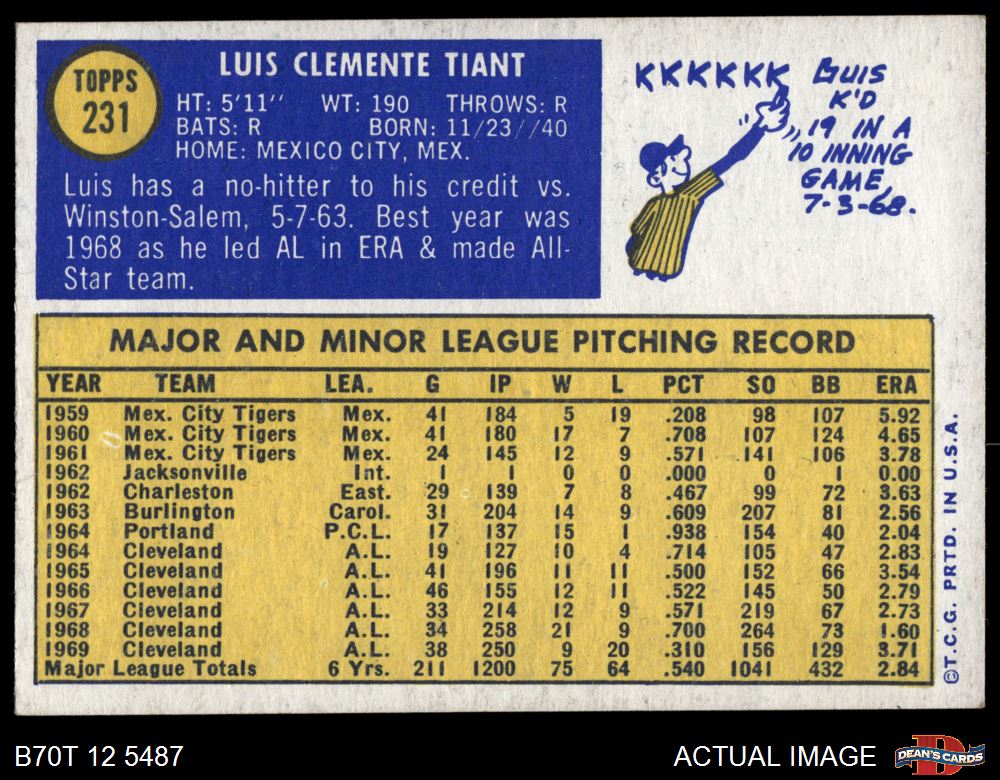 TOPPS
231
LUIS CLEMENTE TIANT
HT: 5'11" WT: 190 THROWS: R
BATS: R BORN: 11/23//40
HOME: MEXICO CITY, MEX.
Luis has a no-hitter to his credit vs.
Winston-Salem, 5-7-63. Best year was
1968 as he led AL in ERA & made All-
Star team.
KKKKKK
LUIS
K'D
19 IN A
10 INNING
GAME,
7-3-68.
MAJOR AND MINOR LEAGUE PITCHING RECORD
YEAR TEAM LEA. G IP W L PCT SO BB ERA
1959 Mex. City Tigers Mex. 41 184 5 19 .208 98 107 5.92
1960 Mex. City Tigers Mex. 41 180 17 7 .708 107 124 4.65
1961 Mex. City Tigers Mex. 24 145 12 9 .571 141 106 3.78
1962 Jacksonville Int. 1 1 0 0 .000 0 1 0.00
1962 Charleston East. 29 139 7 8 .467 99 72 3.63
1963 Burlington Carol. 31 204 14 9 .609 207 81 2.56
1964 Portland P.C.L. 17 137 15 1 .938 154 40 2.04
1964 Cleveland A.L. 19 127 10 4 .714 105 47 2.83
1965 Cleveland A.L. 41 196 11 11 .500 152 66 3.54
1966 Cleveland A.L. 46 155 12 11 .522 145 50 2.79
1967 Cleveland A.L. 33 214 12 9 .571 219 67 2.73
1968 Cleveland A.L. 34 258 21 9 .700 264 73 1.60
1969 Cleveland A.L. 38 250 9 20 .310 156 129 3.71
Major League Totals 6 Yrs. 211 1200 75 64 .540 1041 432 2.84
©T.C.G. PRTD. IN U.S.A.
B70T 12 5487
ACTUAL IMAGE
DEAN'S CARDS